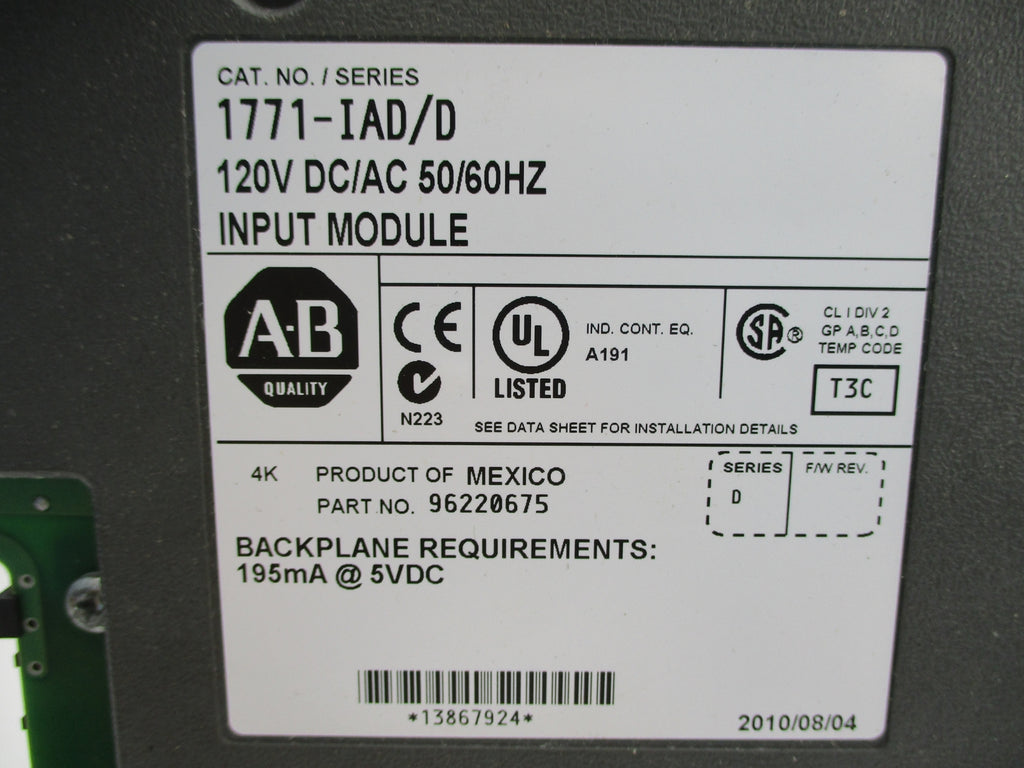 CAT. NO. / SERIES
1771-IAD/D
120V DC/AC 50/60HZ
INPUT MODULE
A-B
QUALITY
CE
N223
UL
LISTED
IND. CONT. EQ.
A191
SA ®
CL I DIV 2
GP A,B,C,D
TEMP CODE
T3C
SEE DATA SHEET FOR INSTALLATION DETAILS
4K PRODUCT OF MEXICO
PART NO. 96220675
SERIES F/W REV.
D
BACKPLANE REQUIREMENTS:
195mA @ 5VDC
*13867924*
2010/08/04